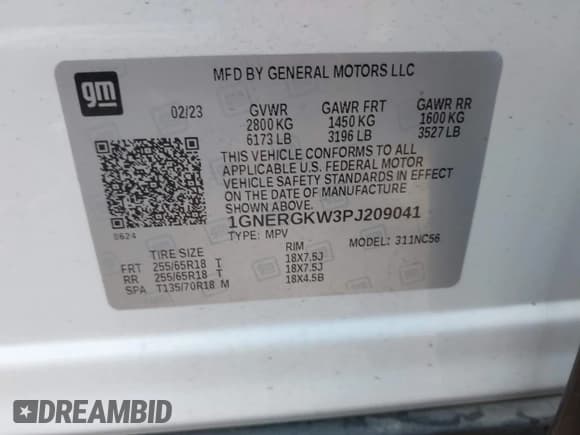 gm
MFD BY GENERAL MOTORS LLC
02/23 GVWR GAWR FRT GAWR RR
2800 KG 1450 KG 1600 KG
6173 LB 3196 LB 3527 LB
THIS VEHICLE CONFORMS TO ALL
APPLICABLE U.S. FEDERAL MOTOR
VEHICLE SAFETY STANDARDS IN EFFECT
ON THE DATE OF MANUFACTURE
SHOWN ABOVE.
1GNERGKW3PJ209041
0624 TYPE: MPV MODEL: 311NC56
TIRE SIZE RIM
FRT 255/65R18 T 18X7.5J
RR 255/65R18 T 18X7.5J
SPA T135/70R18 M 18X4.5B
DREAMBID